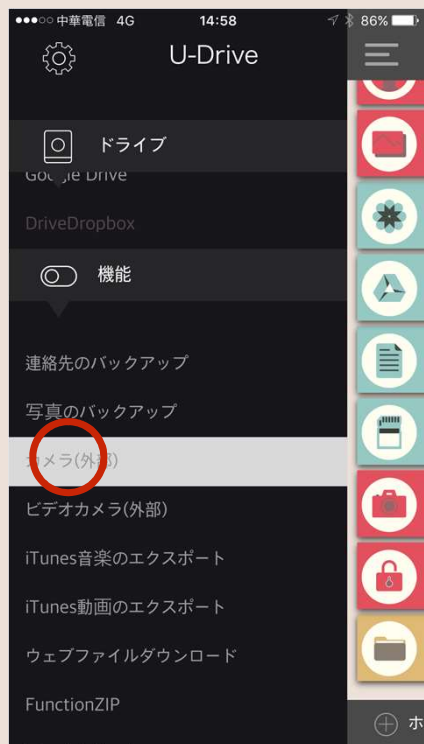 ●●●○○ 中華電信 4G 14:58 86%
U-Drive
ドライブ
Google Drive
DriveDropbox
機能
連絡先のバックアップ
写真のバックアップ
カメラ(外部)
ビデオカメラ(外部)
iTunes音楽のエクスポート
iTunes動画のエクスポート
ウェブファイルダウンロード
FunctionZIP
ホ